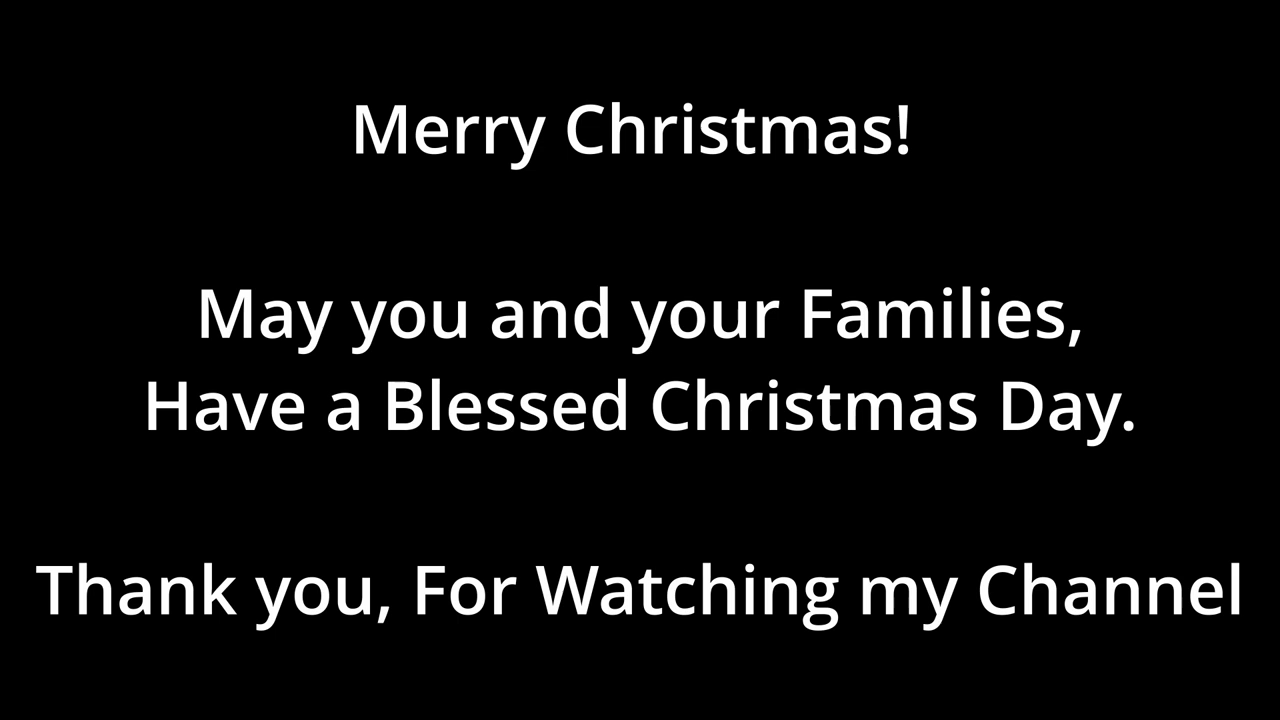 Merry Christmas!
May you and your Families,
Have a Blessed Christmas Day.
Thank you, For Watching my Channel